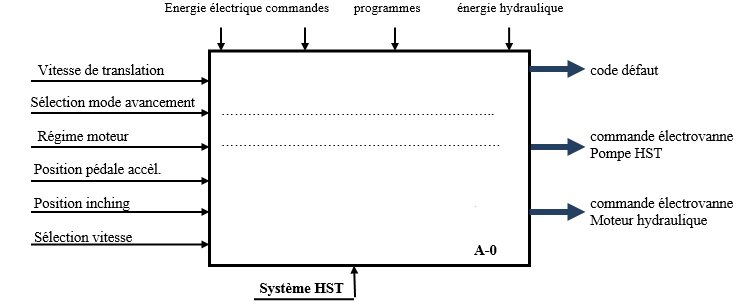 Energie électrique commandes programmes énergie hydraulique
Vitesse de translation
code défaut
Sélection mode avancement
................................................................................
Régime moteur
................................................................................
commande électrovanne
Pompe HST
Position pédale accèl.
Position inching
commande électrovanne
Moteur hydraulique
Sélection vitesse
A-0
Système HST